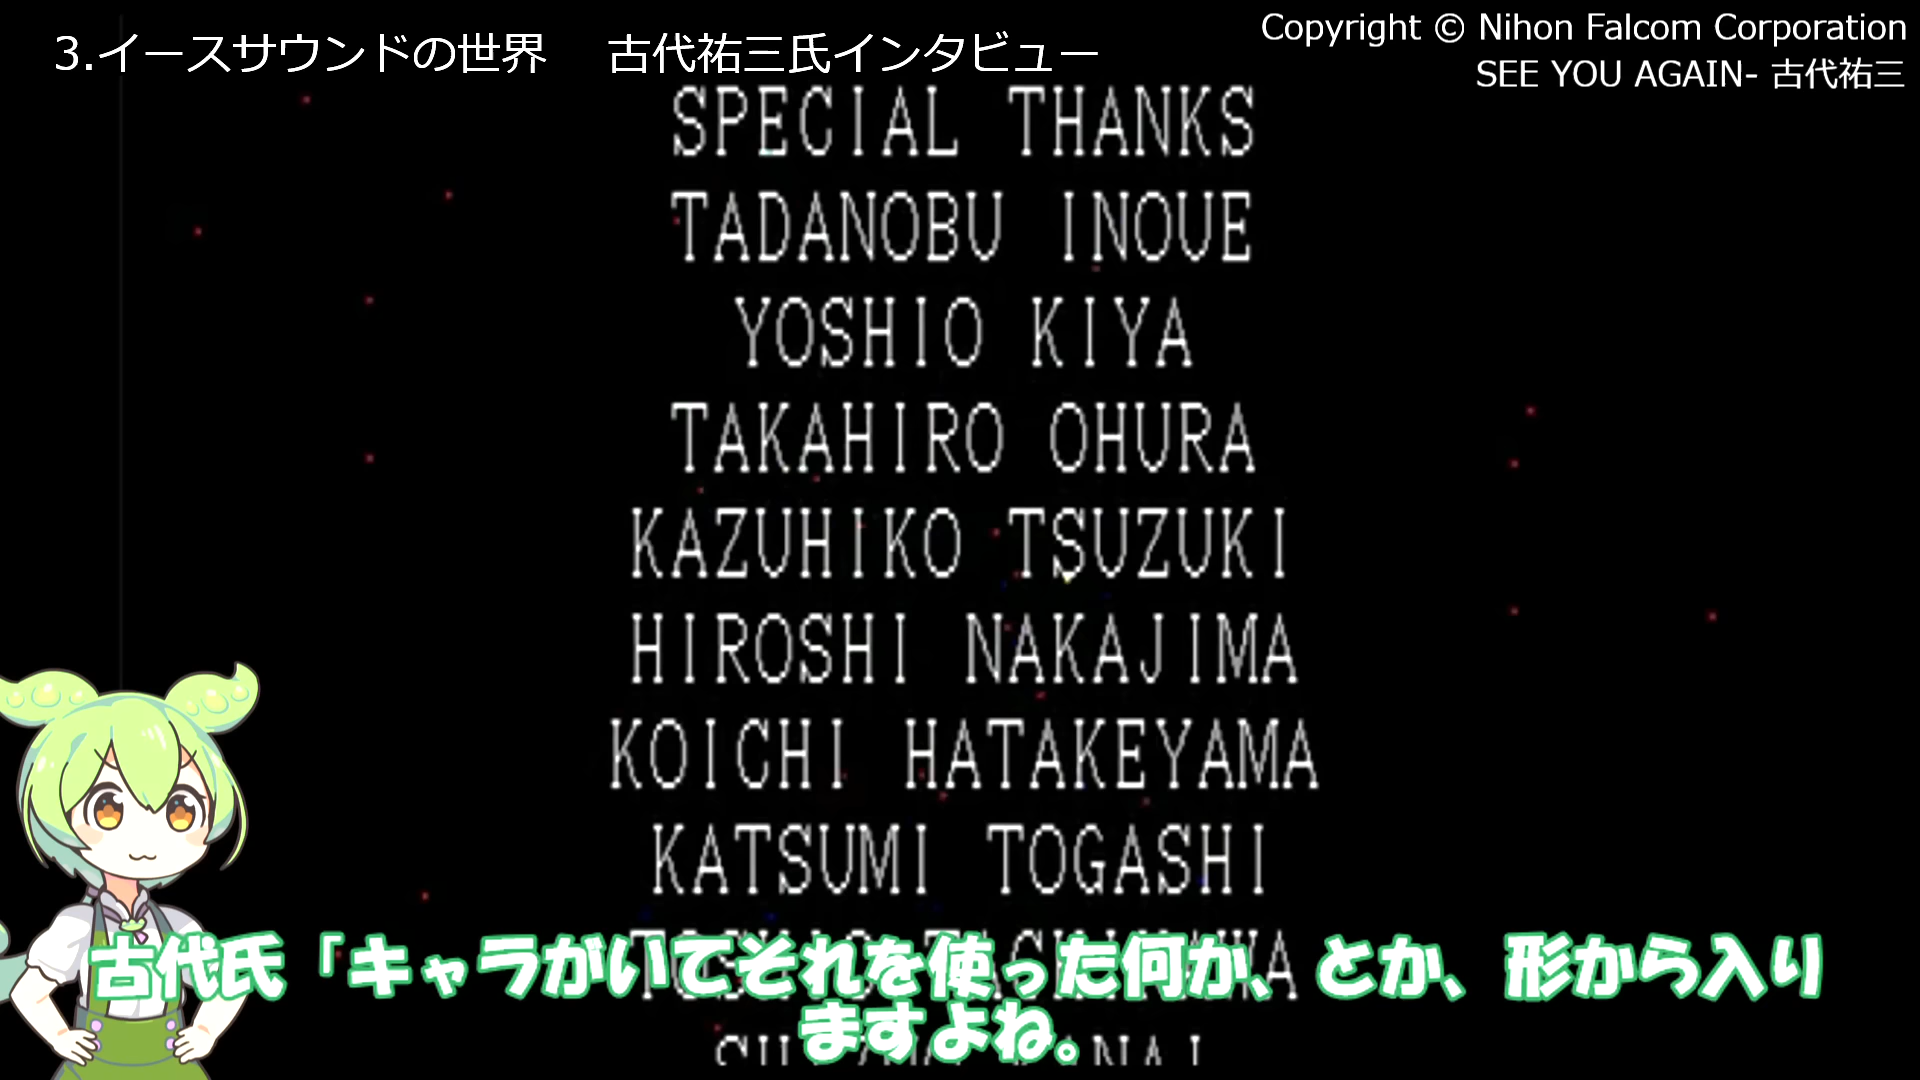 3.イースサウンドの世界　古代祐三氏インタビュー
Copyright © Nihon Falcom Corporation
SEE YOU AGAIN- 古代祐三
SPECIAL THANKS
TADANOBU INOUE
YOSHIO KIYA
TAKAHIRO OHURA
KAZUHIKO TSUZUKI
HIROSHI NAKAJIMA
KOICHI HATAKEYAMA
KATSUMI TOGASHI
古代氏「キャラがいてそれを使った何か、とか、形から入り
ますよね。